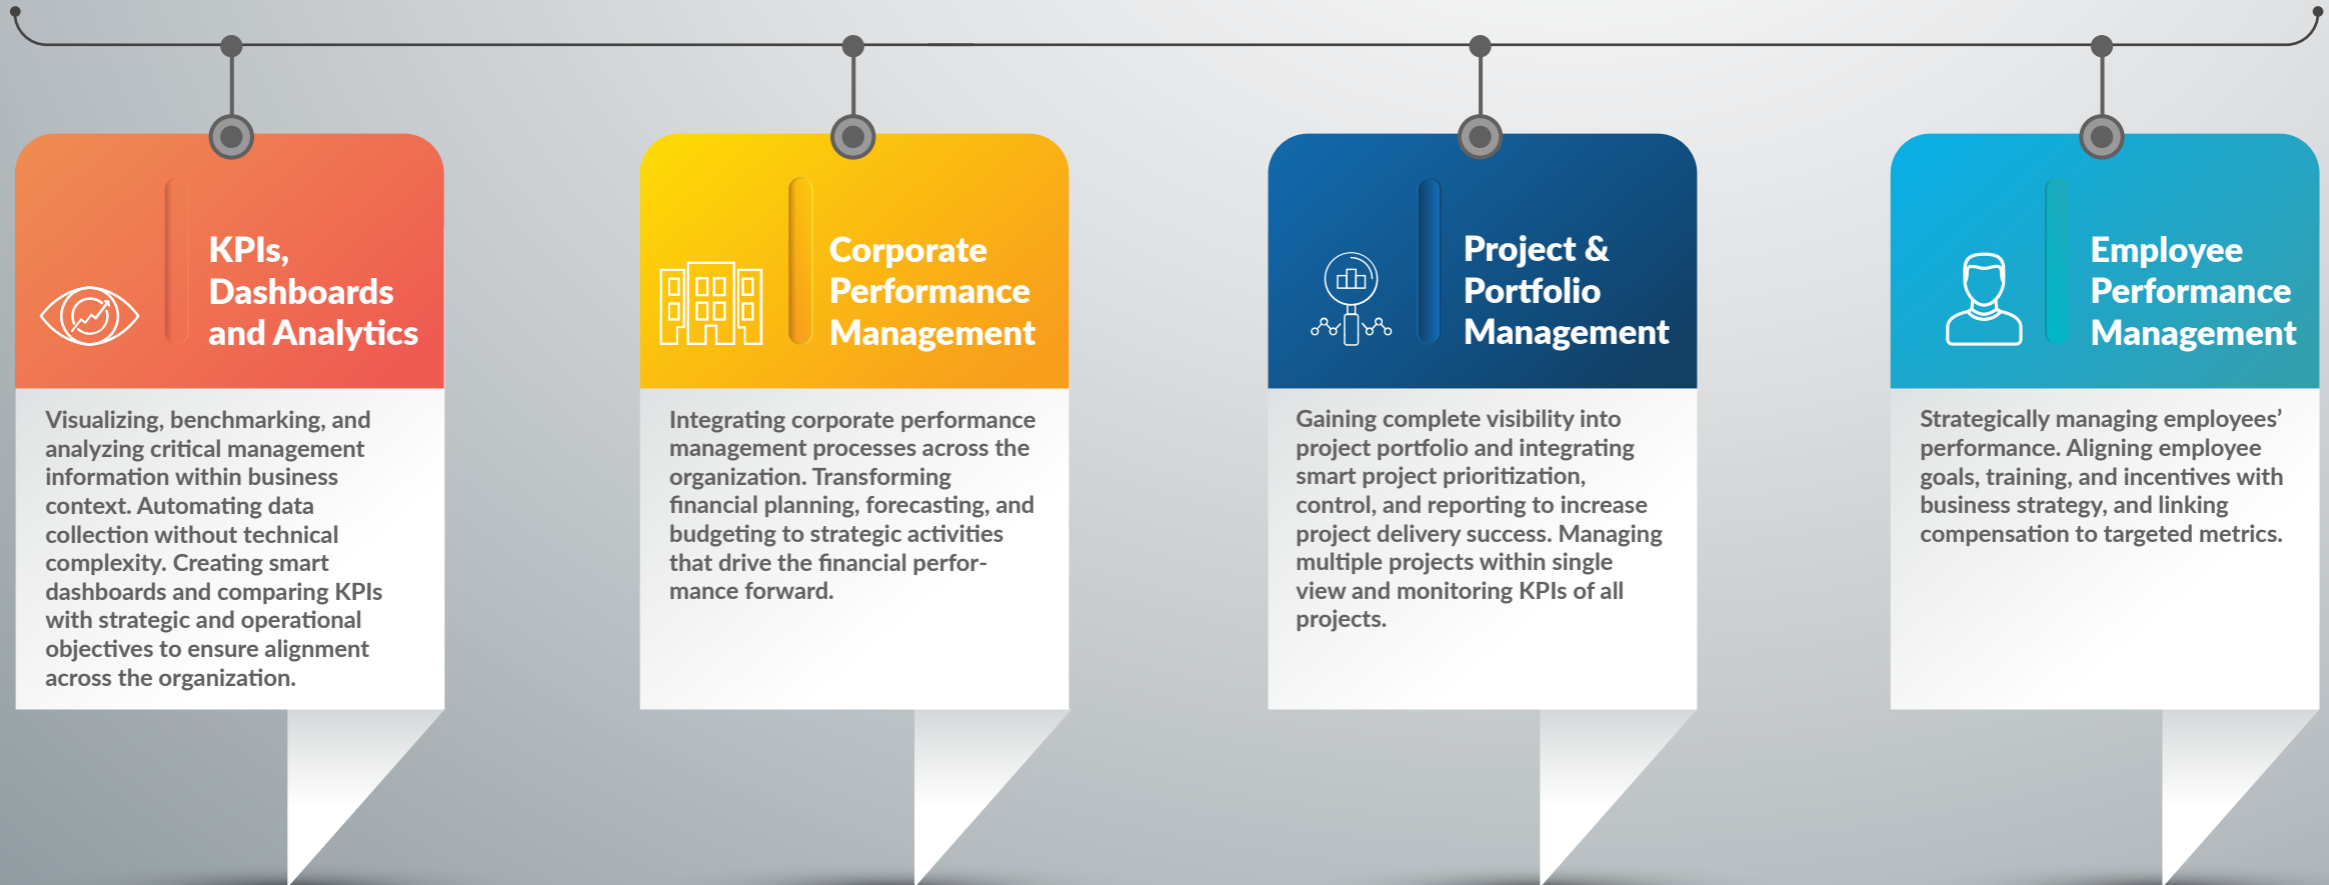 KPIs,
Dashboards
and Analytics
Visualizing, benchmarking, and
analyzing critical management
information within business
context. Automating data
collection without technical
complexity. Creating smart
dashboards and comparing KPIs
with strategic and operational
objectives to ensure alignment
across the organization.
Corporate
Performance
Management
Integrating corporate performance
management processes across the
organization. Transforming
financial planning, forecasting, and
budgeting to strategic activities
that drive the financial perfor-
mance forward.
Project &
Portfolio
Management
Gaining complete visibility into
project portfolio and integrating
smart project prioritization,
control, and reporting to increase
project delivery success. Managing
multiple projects within single
view and monitoring KPIs of all
projects.
Employee
Performance
Management
Strategically managing employees’
performance. Aligning employee
goals, training, and incentives with
business strategy, and linking
compensation to targeted metrics.